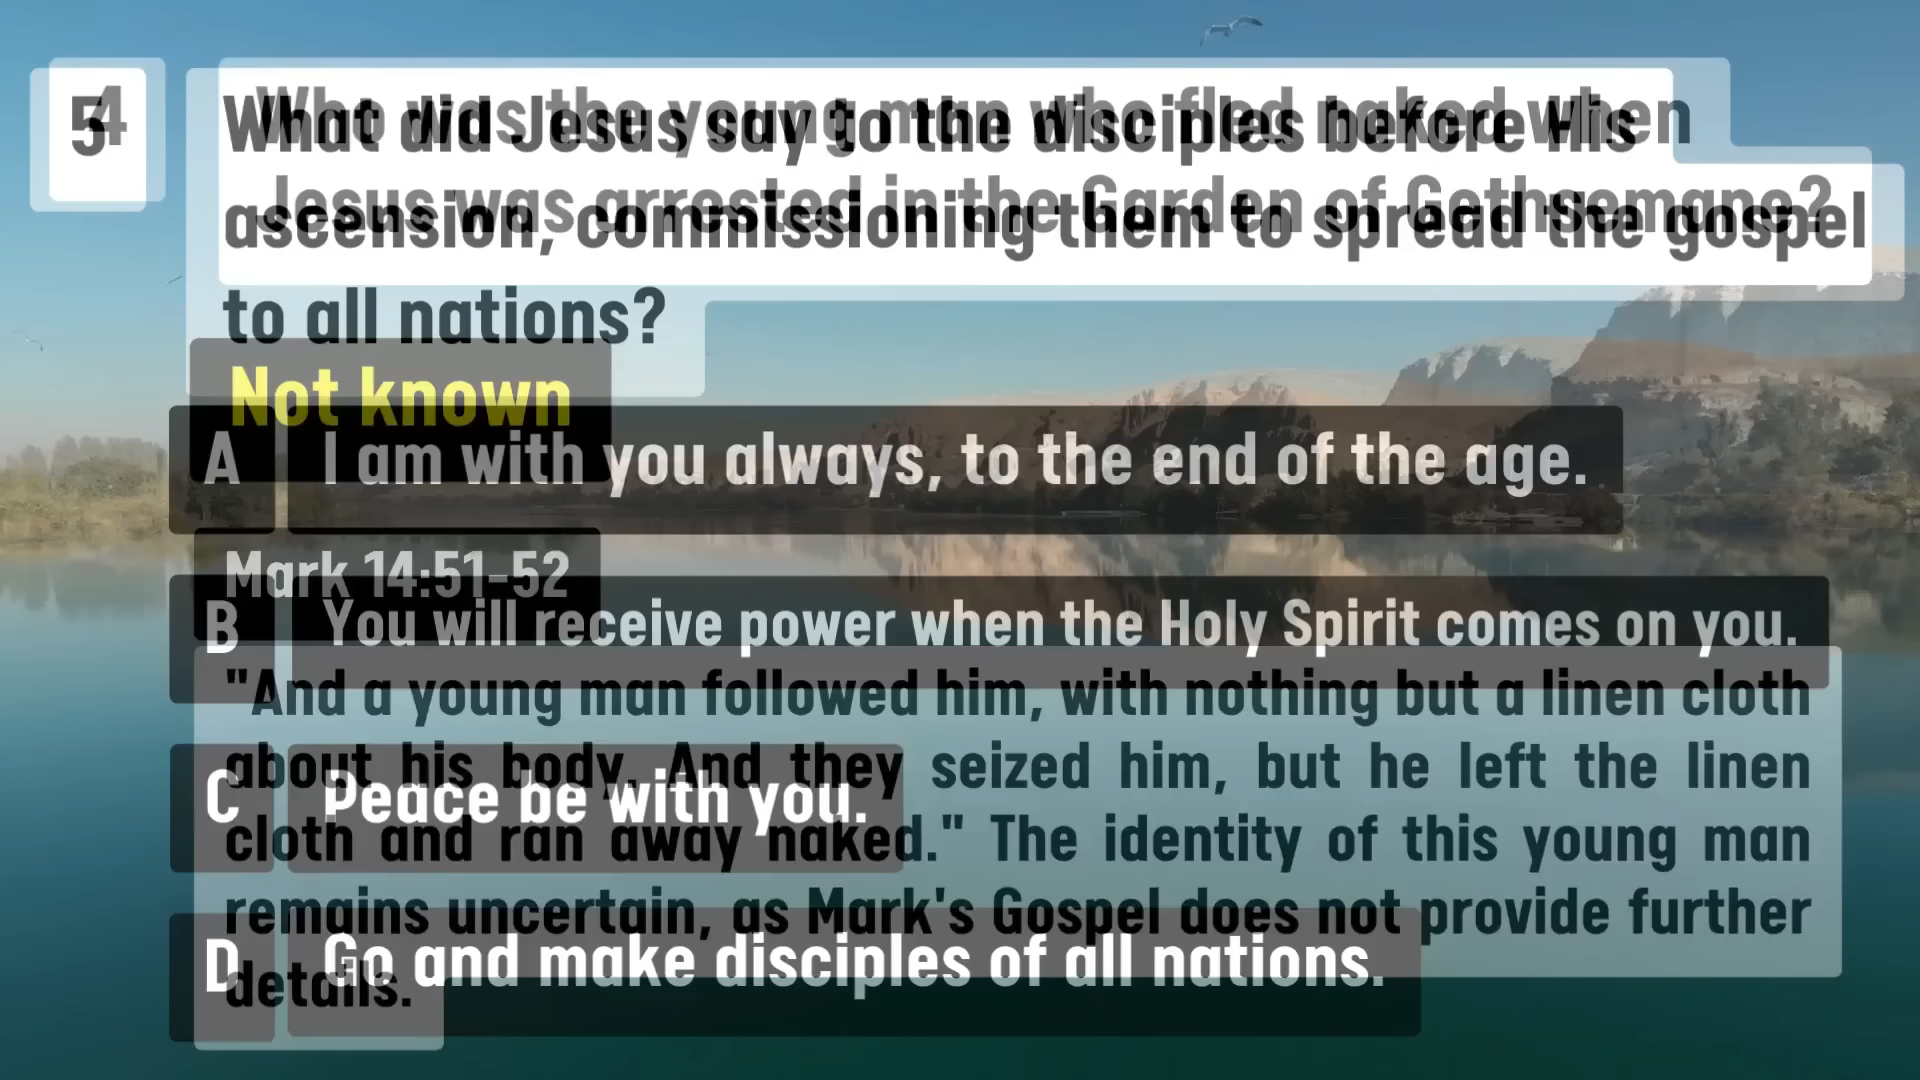 4
Who was the young man who fled naked when
Jesus was arrested in the Garden of Gethsemane?
Not known
Mark 14:51-52
"And a young man followed him, with nothing but a linen cloth
about his body. And they seized him, but he left the linen
cloth and ran away naked." The identity of this young man
remains uncertain, as Mark's Gospel does not provide further
details.
5
What did Jesus say to the disciples before His
ascension, commissioning them to spread the gospel
to all nations?
A I am with you always, to the end of the age.
B You will receive power when the Holy Spirit comes on you.
C Peace be with you.
D Go and make disciples of all nations.